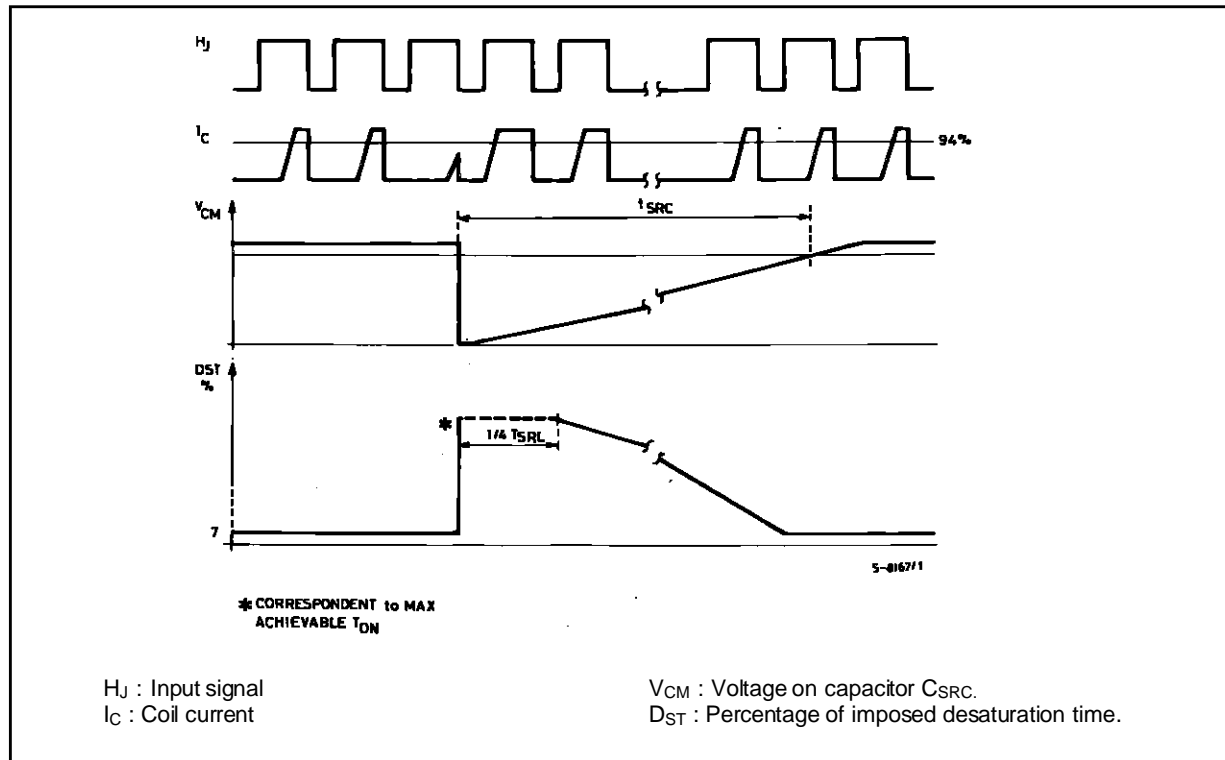 HJ
IC
94%
tSRC
VCM
DST
%
*
1/4 TSRL
7
5-8167/1
* CORRESPONDENT to MAX
ACHIEVABLE TON
HJ : Input signal
IC : Coil current
VCM : Voltage on capacitor CSRC.
DST : Percentage of imposed desaturation time.